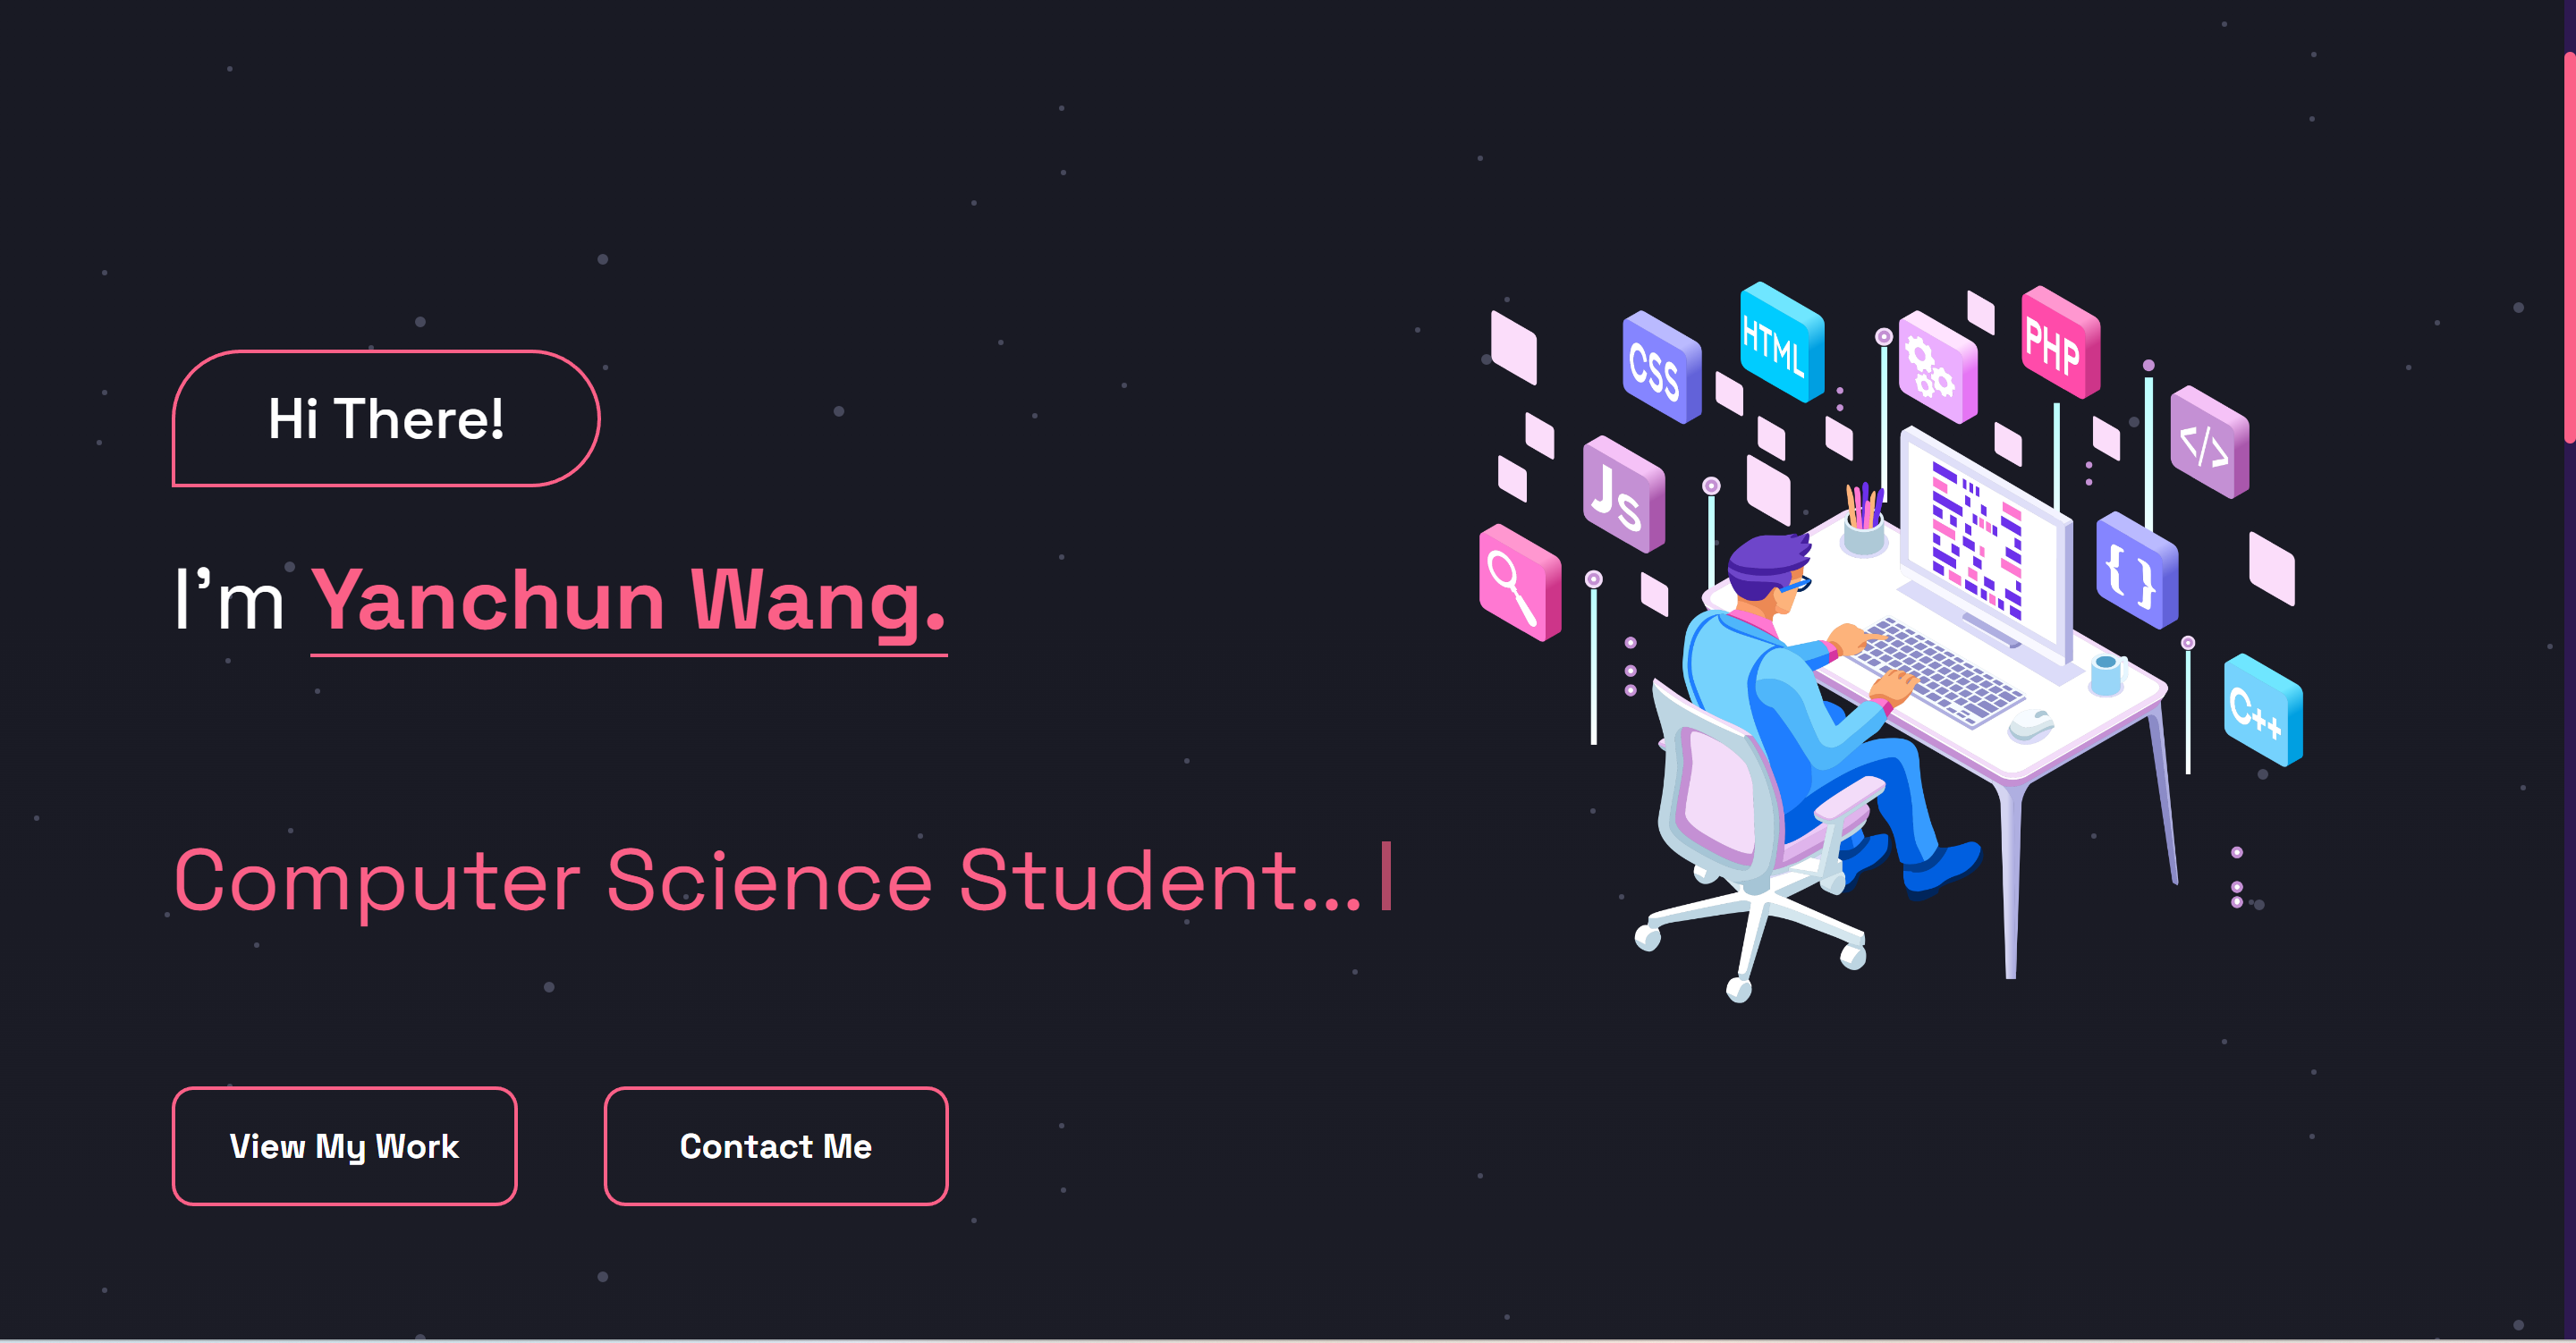 Hi There!
I'm Yanchun Wang.
Computer Science Student...
View My Work
Contact Me
HTML
PHP
CSS
</>
Js
{ }
C++